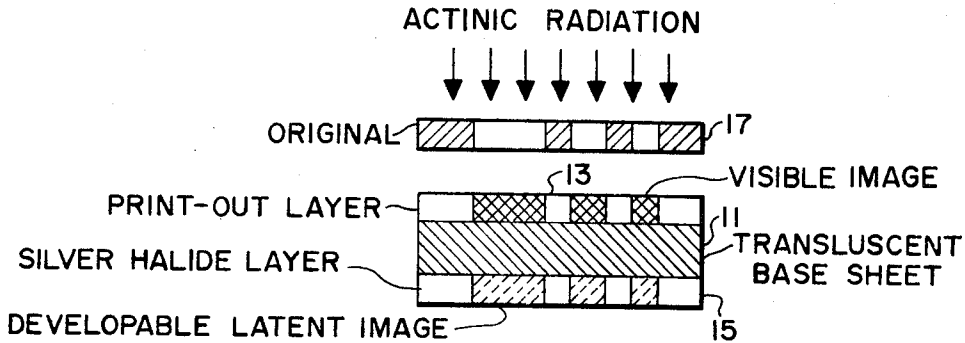 ACTINIC RADIATION
ORIGINAL
17
13
VISIBLE IMAGE
PRINT-OUT LAYER
11
TRANSLUSCENT
BASE SHEET
SILVER HALIDE LAYER
15
DEVELOPABLE LATENT IMAGE